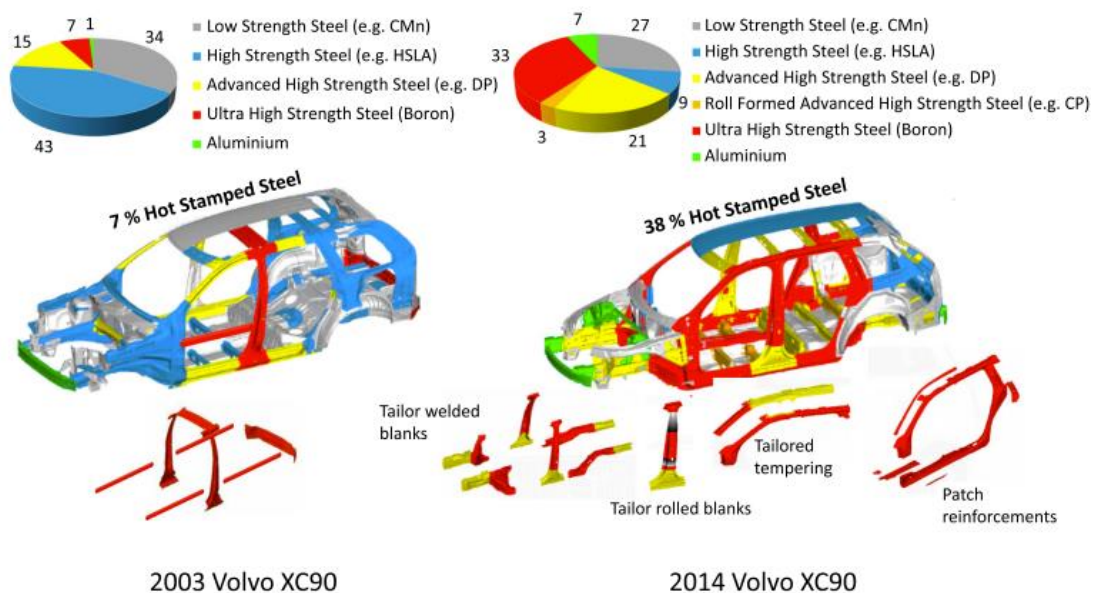 34
43
15
7
1
Low Strength Steel (e.g. CMn)
High Strength Steel (e.g. HSLA)
Advanced High Strength Steel (e.g. DP)
Ultra High Strength Steel (Boron)
Aluminium
27
9
21
3
33
7
Low Strength Steel (e.g. CMn)
High Strength Steel (e.g. HSLA)
Advanced High Strength Steel (e.g. DP)
Roll Formed Advanced High Strength Steel (e.g. CP)
Ultra High Strength Steel (Boron)
Aluminium
7 % Hot Stamped Steel
38 % Hot Stamped Steel
Tailor welded
blanks
Tailor rolled blanks
Tailored
tempering
Patch
reinforcements
2003 Volvo XC90
2014 Volvo XC90